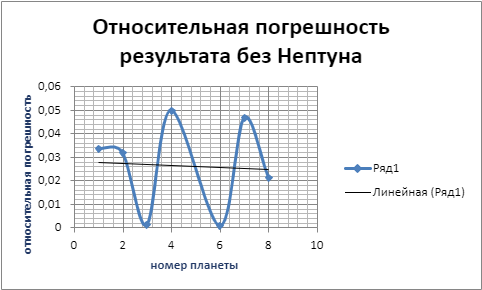 Относительная погрешность
результата без Нептуна
относительная погрешность
0,06
0,05
0,04
0,03
0,02
0,01
0
0 2 4 6 8 10
номер планеты
Ряд1
Линейная (Ряд1)